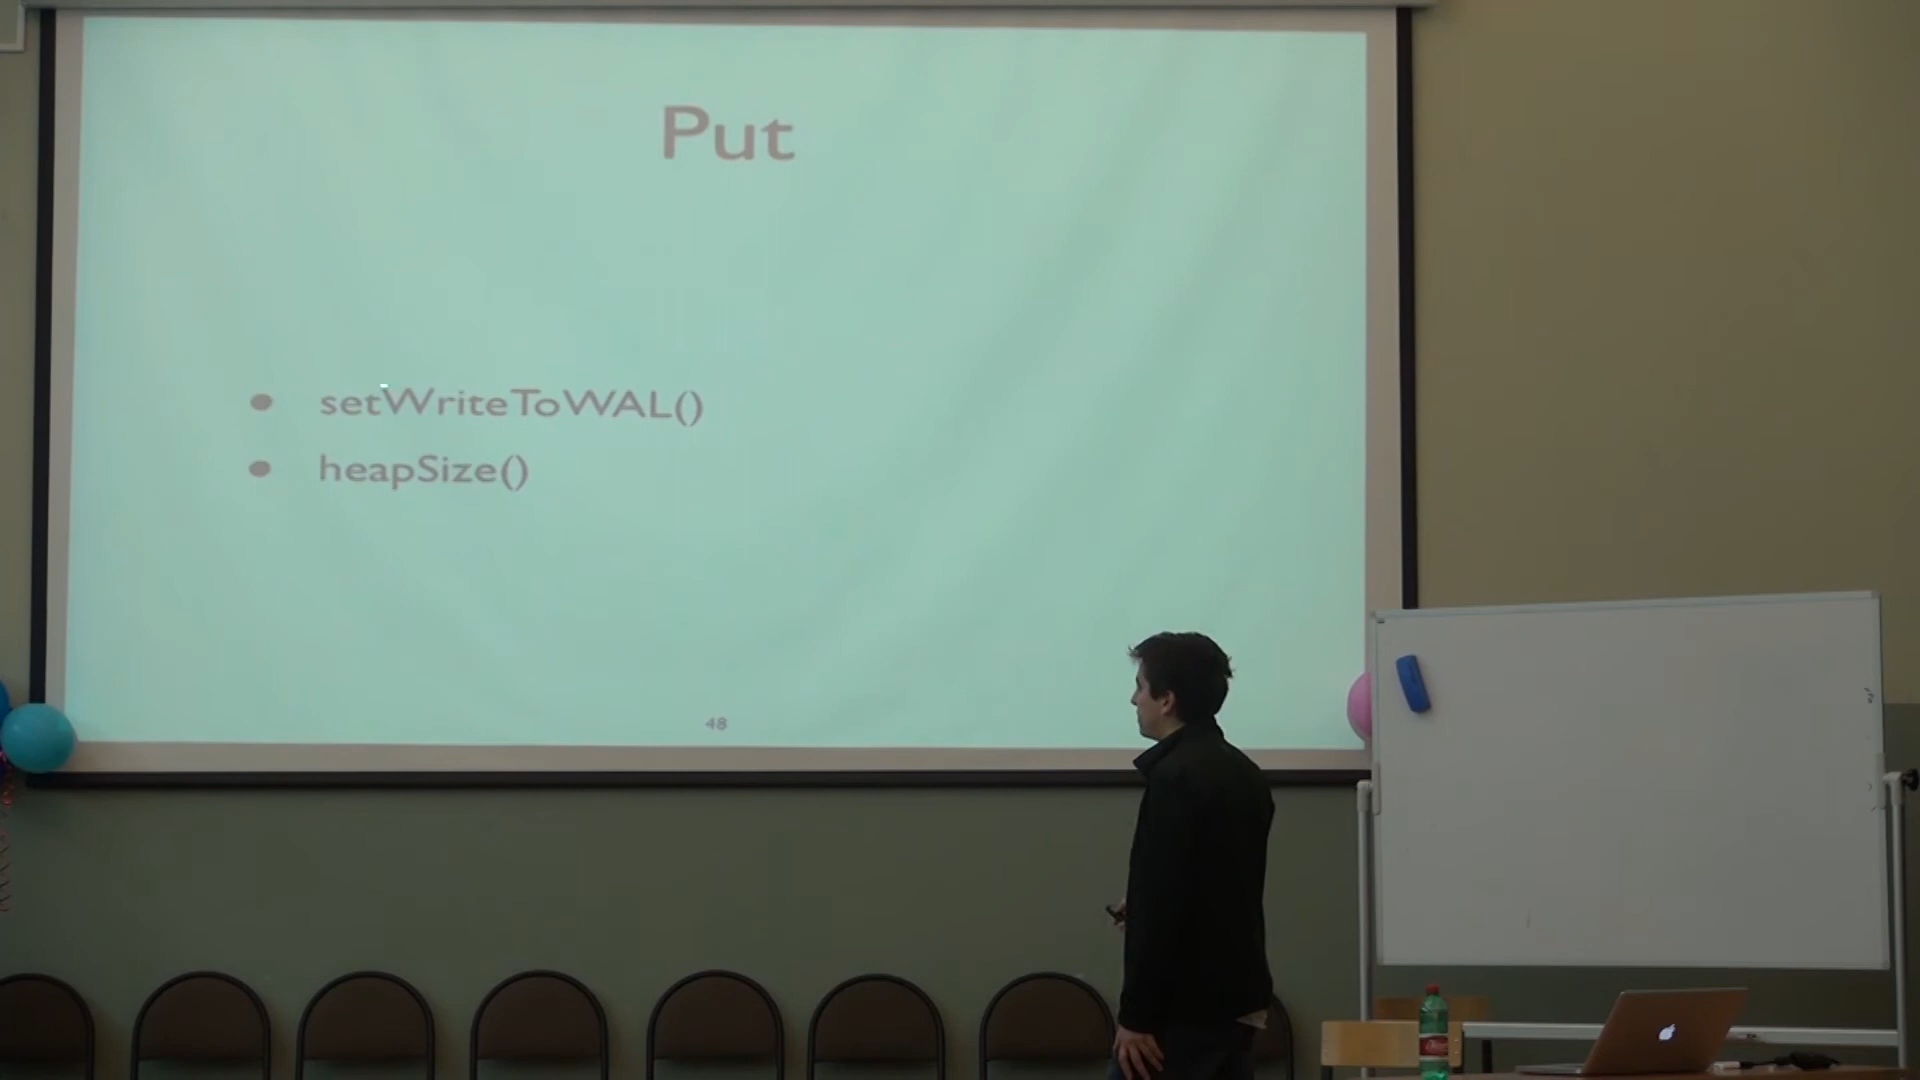 Put
• setWriteToWAL()
• heapSize()
48